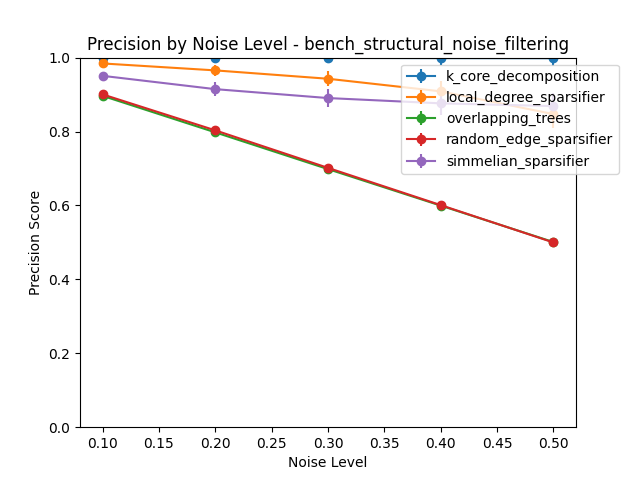 Precision by Noise Level - bench_structural_noise_filtering
1.0
0.8
0.6
0.4
0.2
0.0
Precision Score
k_core_decomposition
local_degree_sparsifier
overlapping_trees
random_edge_sparsifier
simmelian_sparsifier
0.10 0.15 0.20 0.25 0.30 0.35 0.40 0.45 0.50
Noise Level